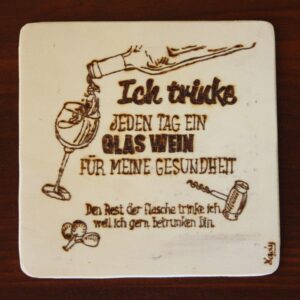 Ich trinke
JEDEN TAG EIN
GLAS WEIN
FÜR MEINE GESUNDHEIT
Den Rest der flasche trinke ich,
weil ich gern betrunken bin.